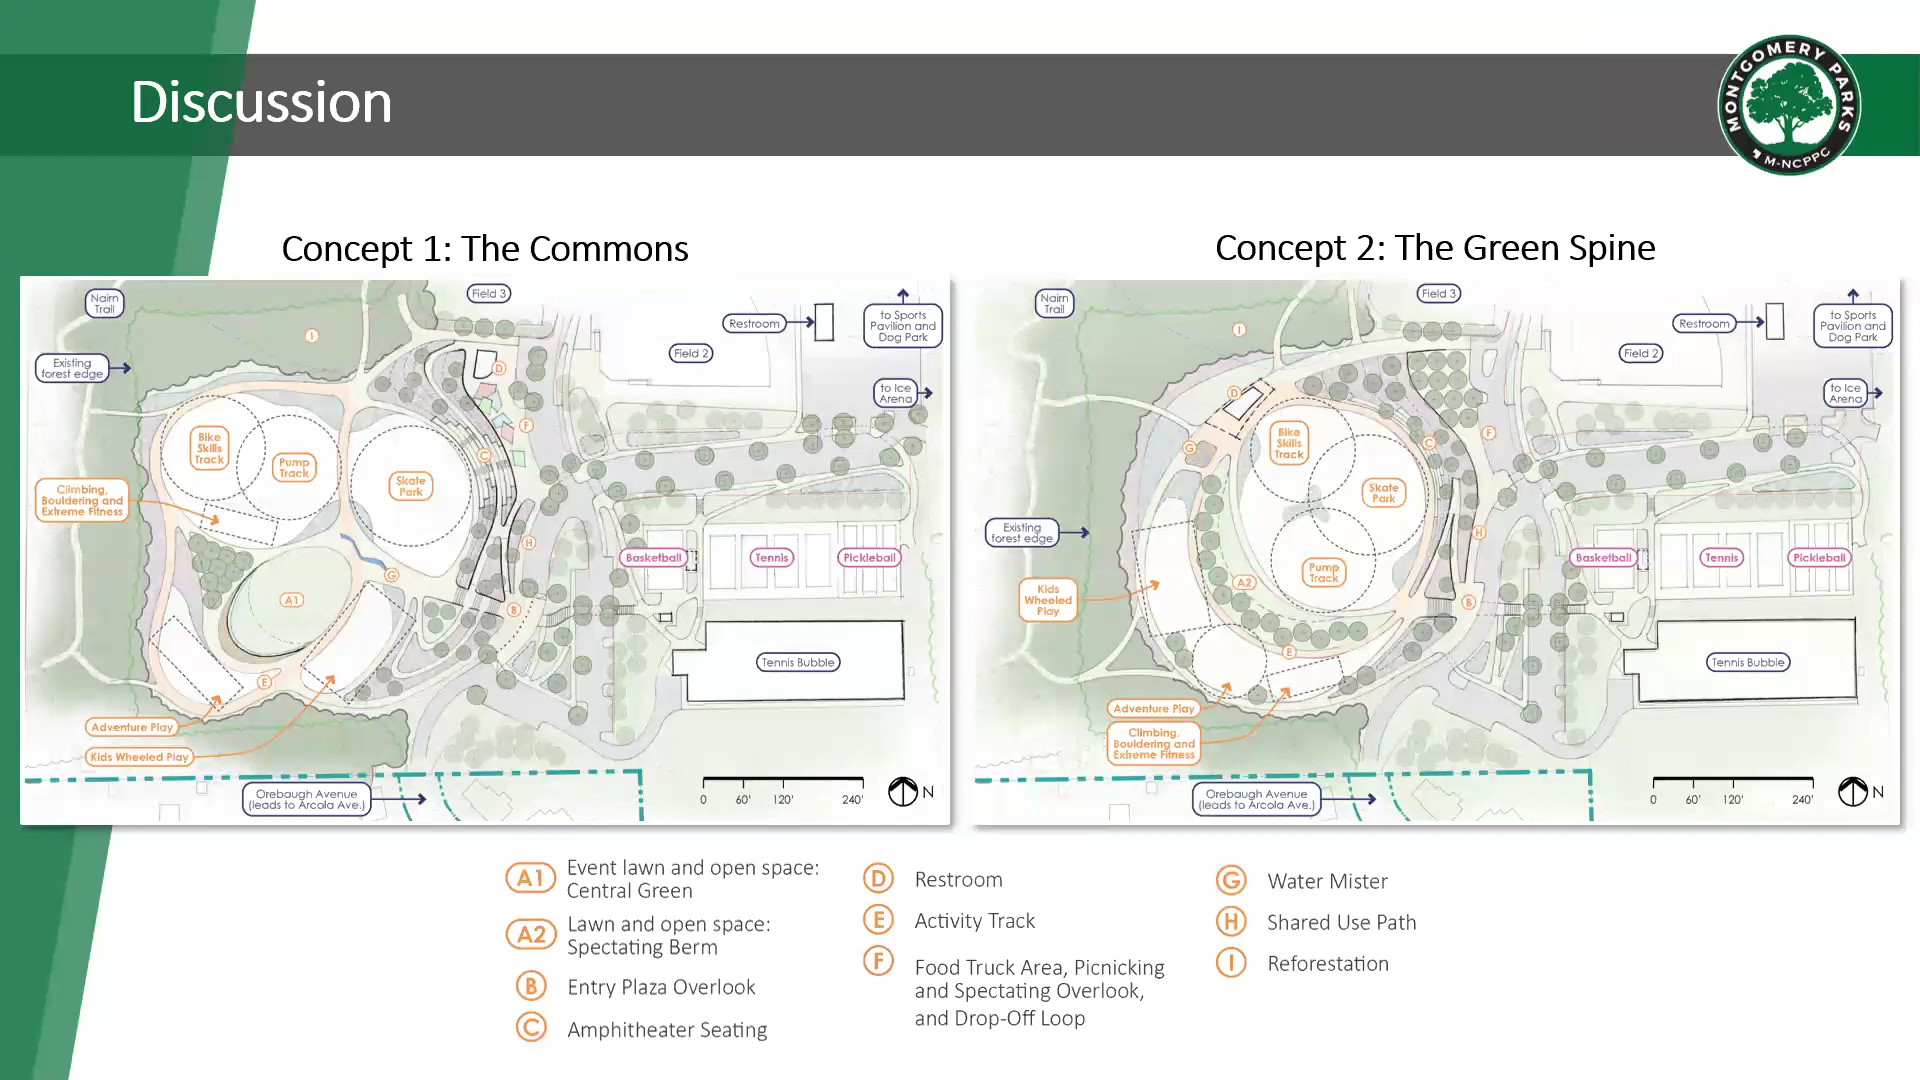 Discussion
MONTGOMERY PARKS
M-NCPPC
Concept 1: The Commons
Nairn
Trail
Field 3
Restroom
to Sports
Pavilion and
Dog Park
I
Existing
forest edge
D
Field 2
to Ice
Arena
F
Bike
Skills
Track
Pump
Track
C
Skate
Park
Climbing,
Bouldering and
Extreme Fitness
H
Basketball
Tennis
Pickleball
G
A1
B
Tennis Bubble
E
Adventure Play
Kids Wheeled Play
Orebaugh Avenue
(leads to Arcola Ave.)
0 60' 120' 240'
N
Concept 2: The Green Spine
Nairn
Trail
Field 3
Restroom
to Sports
Pavilion and
Dog Park
I
Field 2
D
to Ice
Arena
Bike
Skills
Track
C
F
G
Skate
Park
Existing
forest edge
H
Basketball
Tennis
Pickleball
Pump
Track
A2
Kids
Wheeled
Play
B
E
Tennis Bubble
Adventure Play
Climbing,
Bouldering and
Extreme Fitness
Orebaugh Avenue
(leads to Arcola Ave.)
0 60' 120' 240'
N
A1 Event lawn and open space:
Central Green
A2 Lawn and open space:
Spectating Berm
B Entry Plaza Overlook
C Amphitheater Seating
D Restroom
E Activity Track
F Food Truck Area, Picnicking
and Spectating Overlook,
and Drop-Off Loop
G Water Mister
H Shared Use Path
I Reforestation